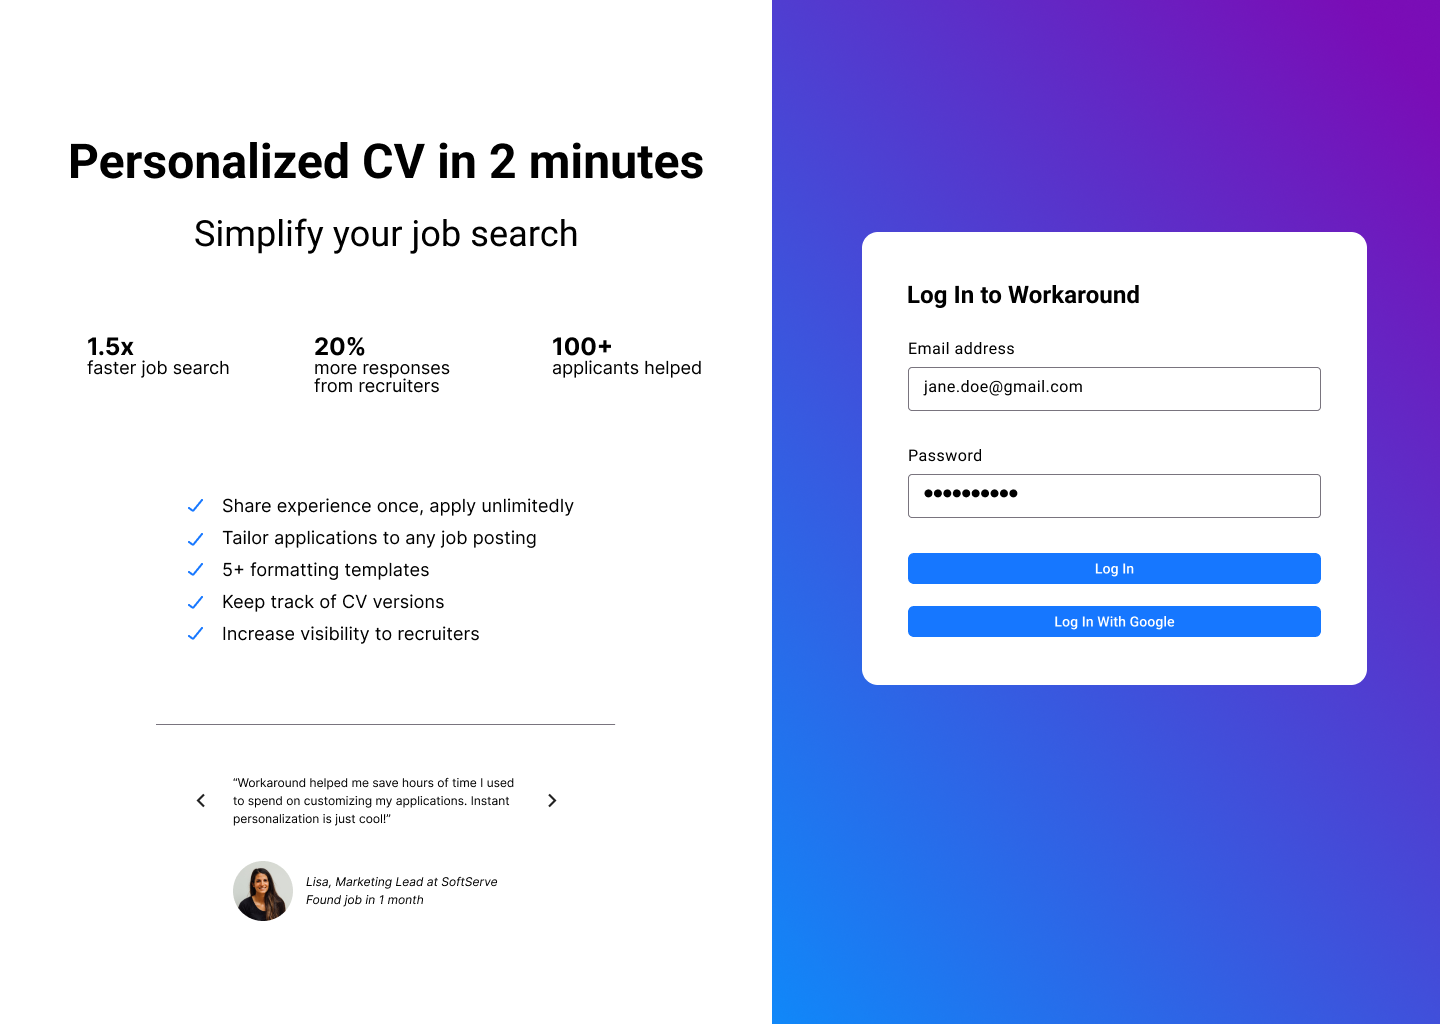 Personalized CV in 2 minutes
Simplify your job search
1.5x
faster job search
20%
more responses
from recruiters
100+
applicants helped
Share experience once, apply unlimitedly
Tailor applications to any job posting
5+ formatting templates
Keep track of CV versions
Increase visibility to recruiters
“Workaround helped me save hours of time I used
to spend on customizing my applications. Instant
personalization is just cool!”
Lisa, Marketing Lead at SoftServe
Found job in 1 month
Log In to Workaround
Email address
jane.doe@gmail.com
Password
●●●●●●●●●●
Log In
Log In With Google